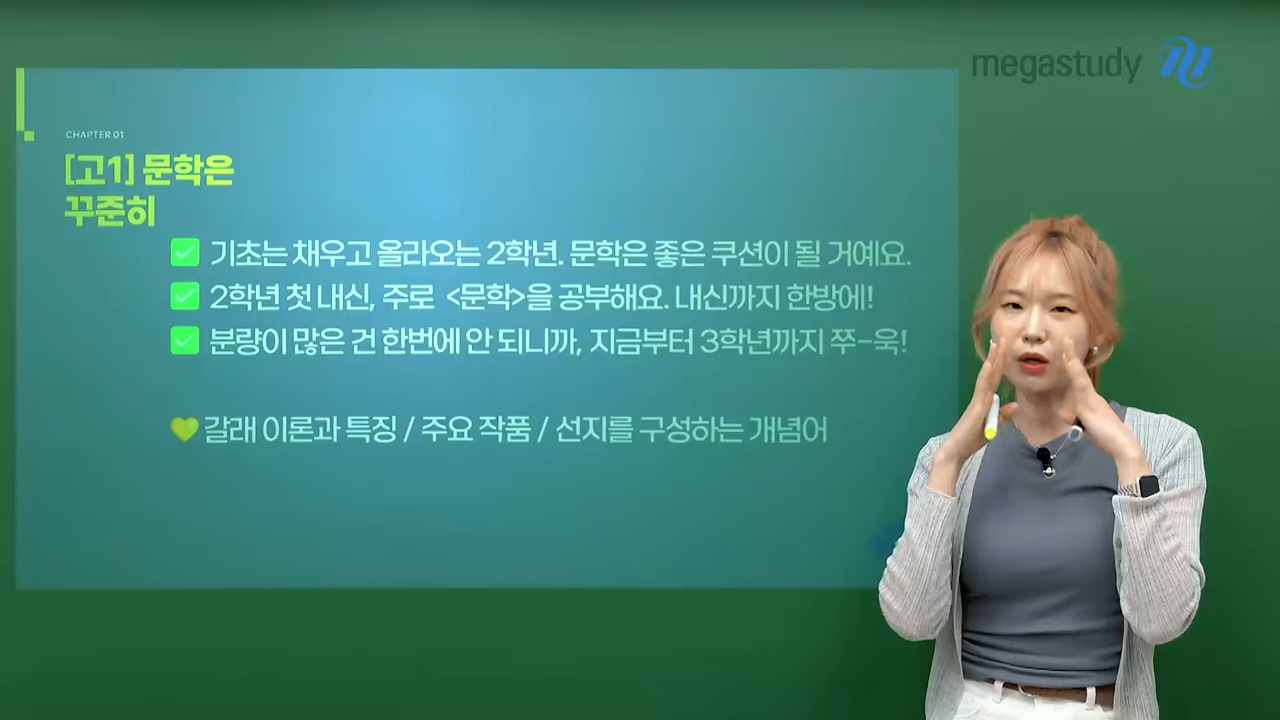 megastudy
CHAPTER 01
[고1] 문학은
꾸준히
기초는 채우고 올라오는 2학년. 문학은 좋은 쿠션이 될 거예요.
2학년 첫 내신, 주로 <문학>을 공부해요. 내신까지 한방에!
분량이 많은 건 한번에 안 되니까, 지금부터 3학년까지 쭈-욱!
갈래 이론과 특징 / 주요 작품 / 선지를 구성하는 개념어